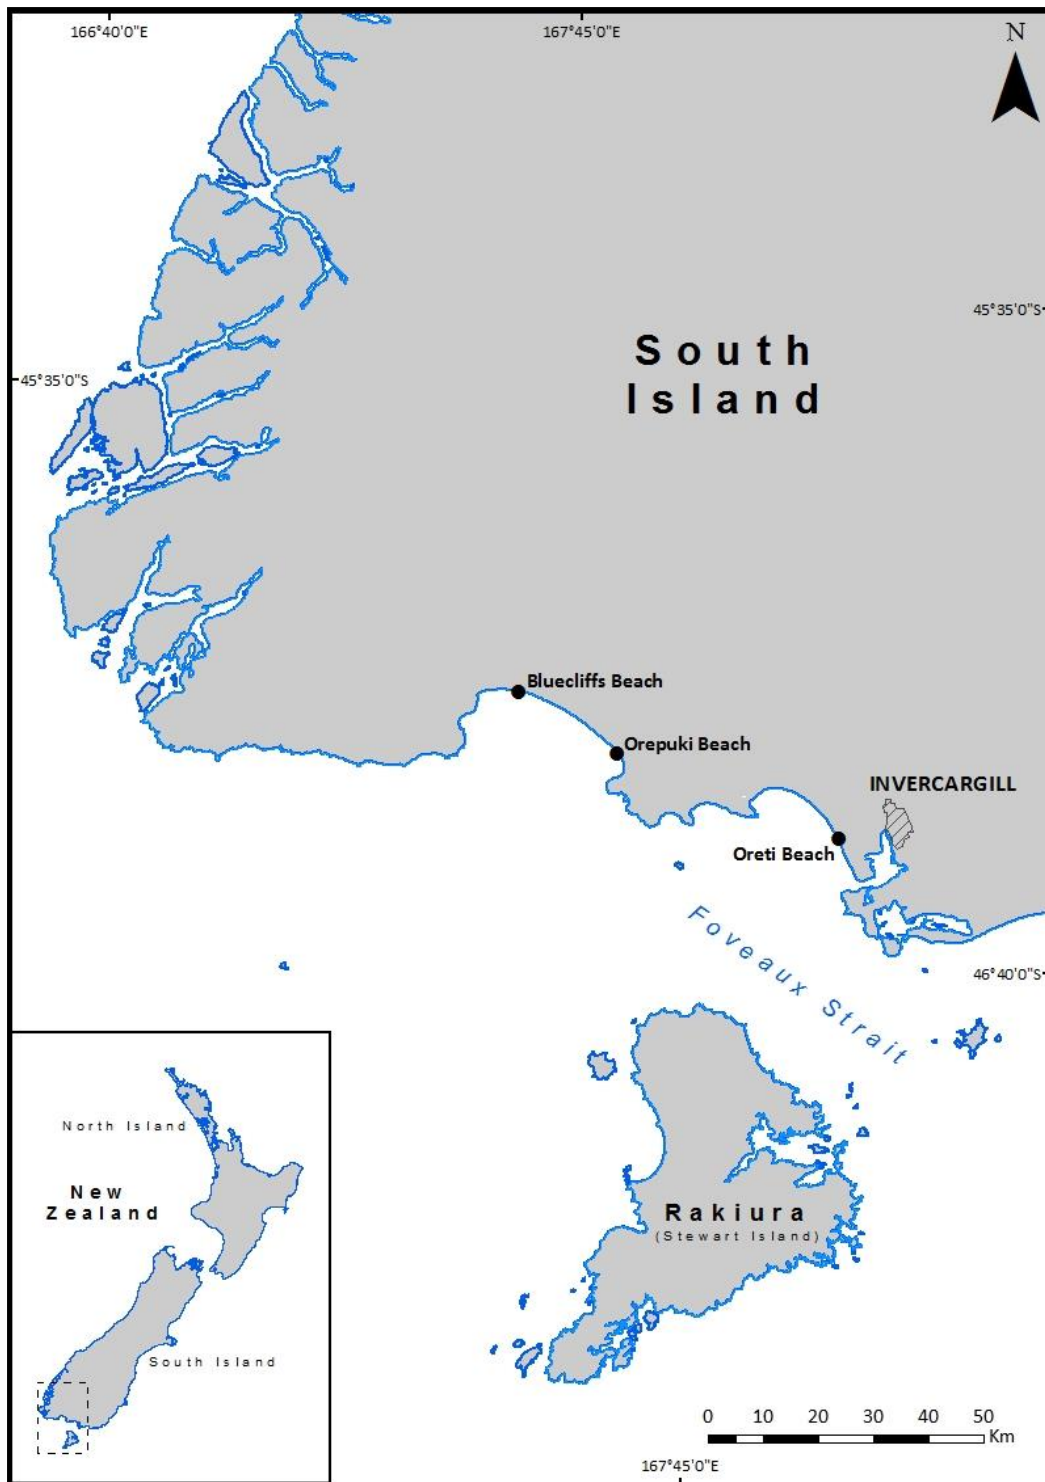 166°40'0"E
167°45'0"E
N
45°35'0"S
South
Island
45°35'0"S
Bluecliffs Beach
Orepuki Beach
INVERCARGILL
Oreti Beach
Foveaux Strait
46°40'0"S
North Island
New
Zealand
South Island
Rakiura
(Stewart Island)
0 10 20 30 40 50
Km
167°45'0"E